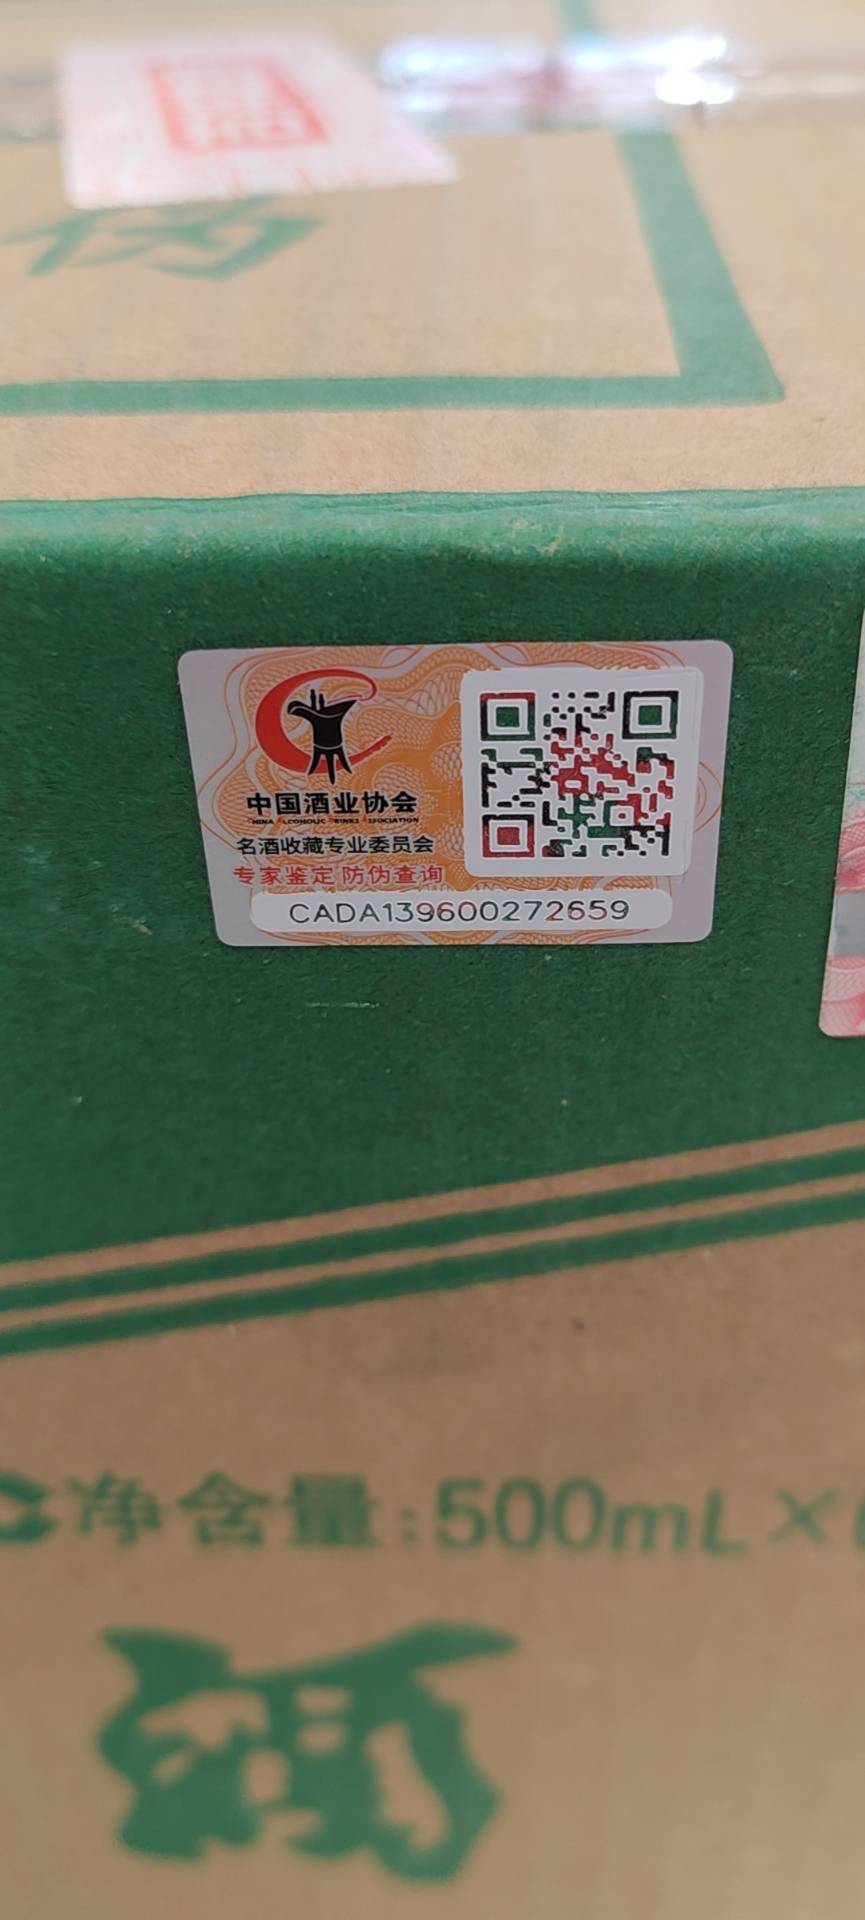 中国酒业协会
CHINA ALCOHOLIC DRINKS ASSOCIATION
名酒收藏专业委员会
专家鉴定 防伪查询
CADA139600272659
净含量:500mL×